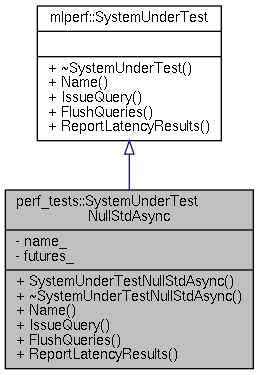 mlperf::SystemUnderTest
+ ~SystemUnderTest()
+ Name()
+ IssueQuery()
+ FlushQueries()
+ ReportLatencyResults()
perf_tests::SystemUnderTest
NullStdAsync
- name_
- futures_
+ SystemUnderTestNullStdAsync()
+ ~SystemUnderTestNullStdAsync()
+ Name()
+ IssueQuery()
+ FlushQueries()
+ ReportLatencyResults()